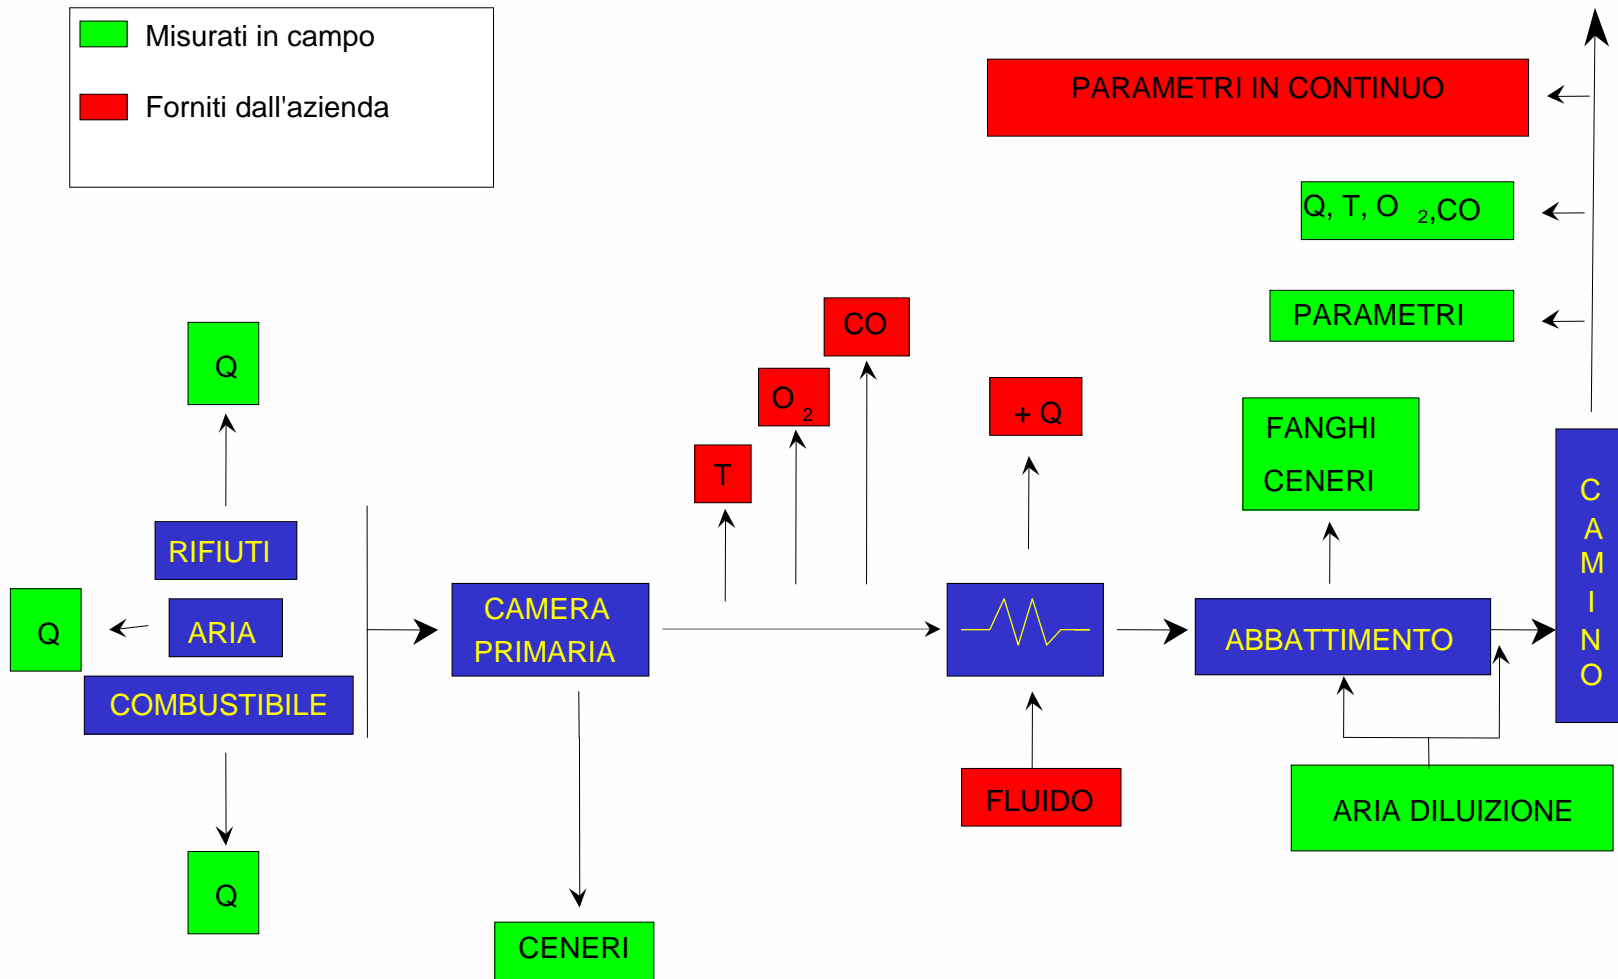 Misurati in campo
Forniti dall'azienda
PARAMETRI IN CONTINUO
Q, T, O 2,CO
PARAMETRI
CO
O 2
T
+ Q
Q
FANGHI
CENERI
RIFIUTI
Q
ARIA
COMBUSTIBILE
Q
CAMERA
PRIMARIA
CENERI
FLUIDO
ABBATTIMENTO
ARIA DILUIZIONE
C
A
M
I
N
O